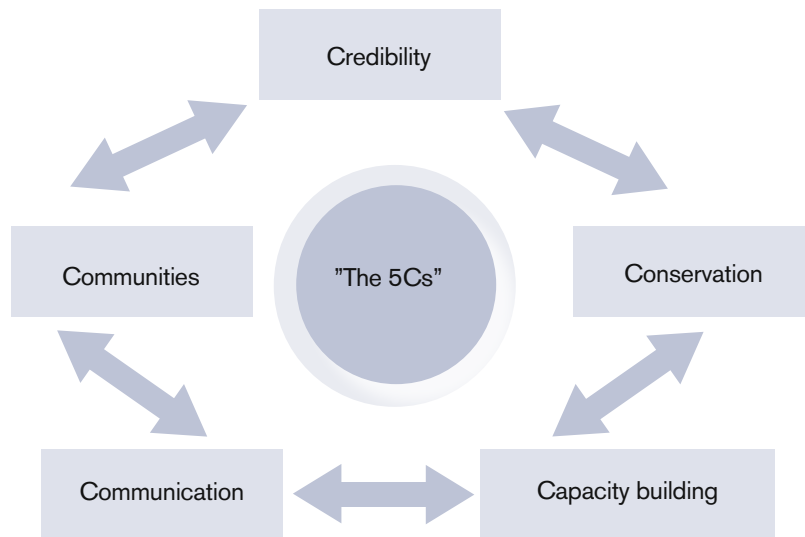 Credibility
Communities
”The 5Cs”
Conservation
Communication
Capacity building